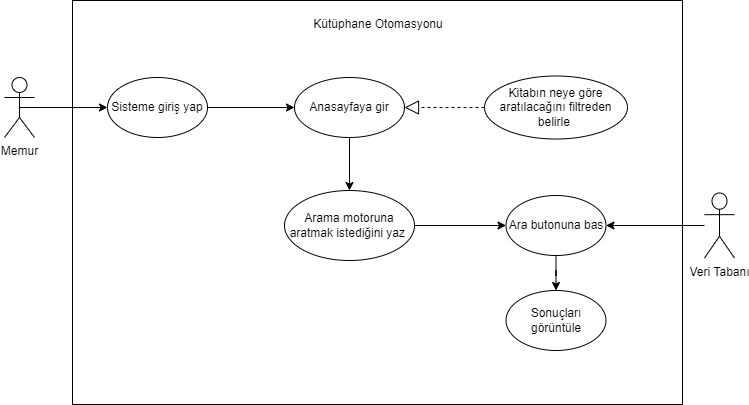 Kütüphane Otomasyonu
Memur
Sisteme giriş yap
Anasayfaya gir
Kitabın neye göre
aratılacağını filtreden
belirle
Arama motoruna
aratmak istediğini yaz
Ara butonuna bas
Veri Tabanı
Sonuçları
görüntüle